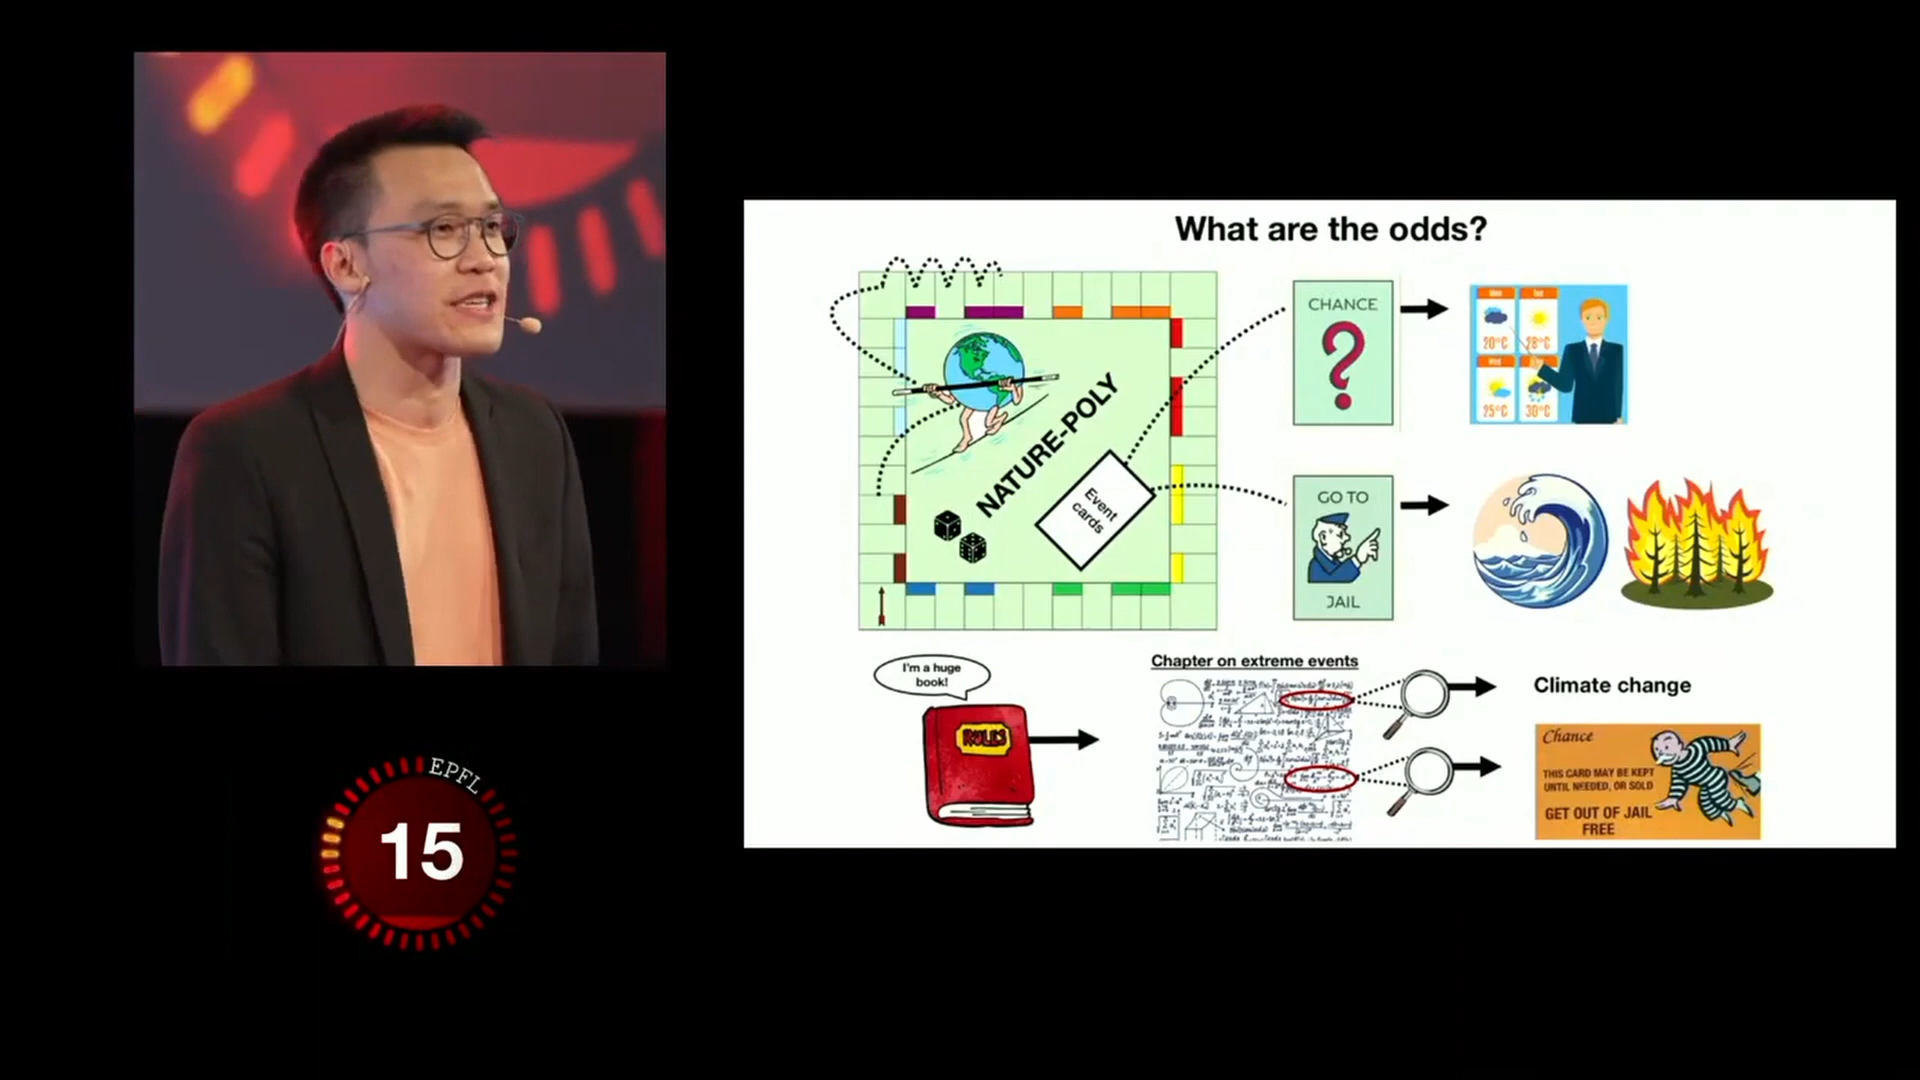 What are the odds?
NATURE-POLY
Event
cards
CHANCE
?
20°C
28°C
25°C
30°C
GO TO
JAIL
I'm a huge
book!
RULES
Chapter on extreme events
Climate change
Chance
THIS CARD MAY BE KEPT
UNTIL NEEDED, OR SOLD
GET OUT OF JAIL
FREE
EPFL
15